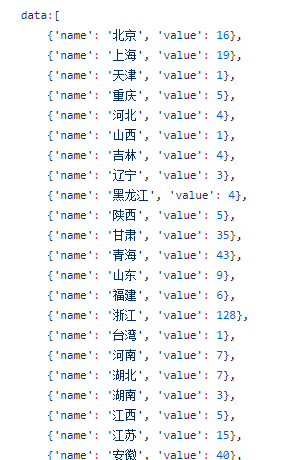 data:[
{'name': '北京', 'value': 16},
{'name': '上海', 'value': 19},
{'name': '天津', 'value': 1},
{'name': '重庆', 'value': 5},
{'name': '河北', 'value': 4},
{'name': '山西', 'value': 1},
{'name': '吉林', 'value': 4},
{'name': '辽宁', 'value': 3},
{'name': '黑龙江', 'value': 4},
{'name': '陕西', 'value': 5},
{'name': '甘肃', 'value': 35},
{'name': '青海', 'value': 43},
{'name': '山东', 'value': 9},
{'name': '福建', 'value': 6},
{'name': '浙江', 'value': 128},
{'name': '台湾', 'value': 1},
{'name': '河南', 'value': 7},
{'name': '湖北', 'value': 7},
{'name': '湖南', 'value': 3},
{'name': '江西', 'value': 5},
{'name': '江苏', 'value': 15},
{'name': '安徽', 'value': 40},